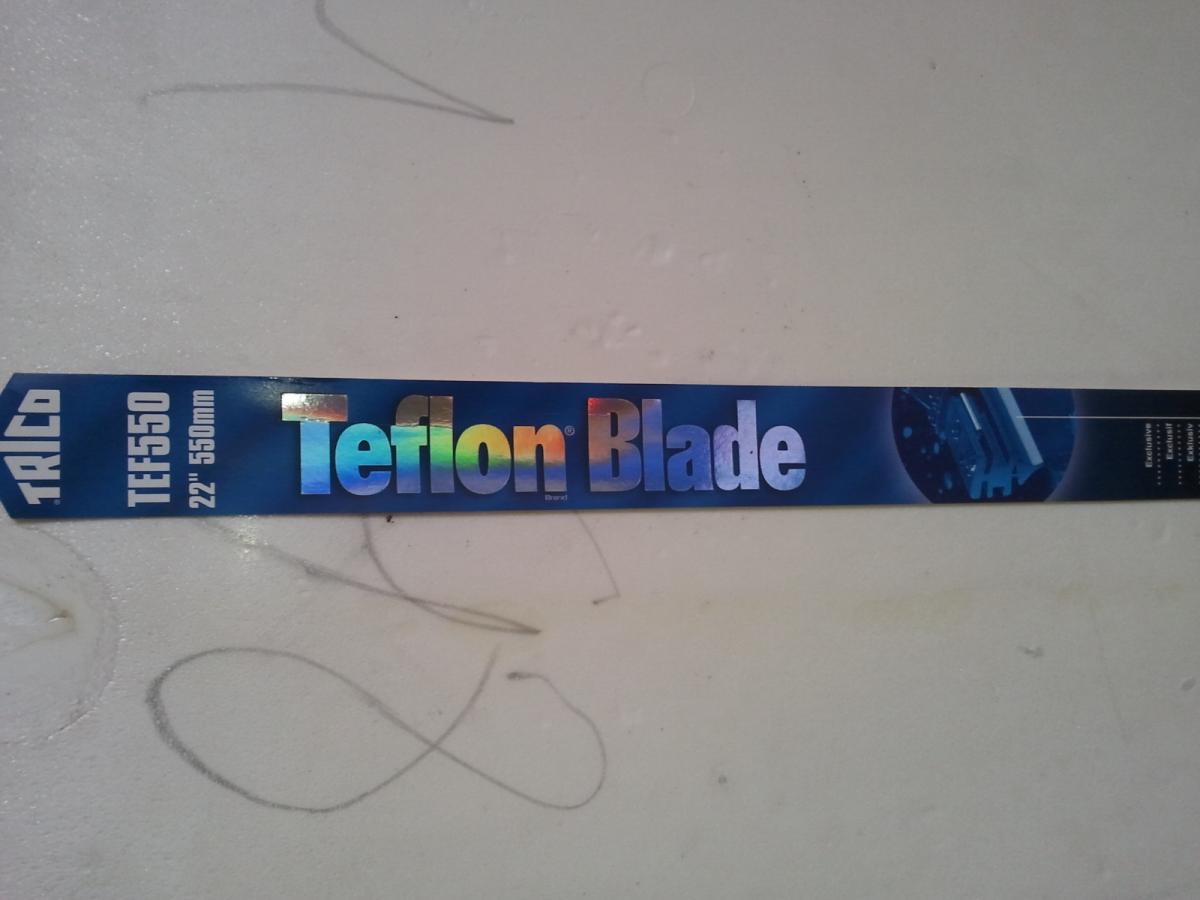 TRICO
TEF550
22" 550mm
Teflon® Blade
Brand
Exclusive
Exclusif